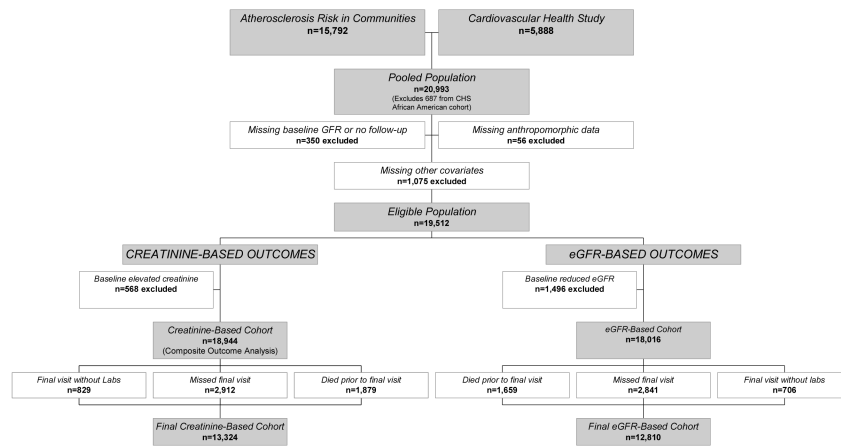 Atherosclerosis Risk in Communities
n=15,792
Cardiovascular Health Study
n=5,888
Pooled Population
n=20,993
(Excludes 687 from CHS
African American cohort)
Missing baseline GFR or no follow-up
n=350 excluded
Missing anthropomorphic data
n=56 excluded
Missing other covariates
n=1,075 excluded
Eligible Population
n=19,512
CREATININE-BASED OUTCOMES
eGFR-BASED OUTCOMES
Baseline elevated creatinine
n=568 excluded
Baseline reduced eGFR
n=1,496 excluded
Creatinine-Based Cohort
n=18,944
(Composite Outcome Analysis)
eGFR-Based Cohort
n=18,016
Final visit without Labs
n=829
Missed final visit
n=2,912
Died prior to final visit
n=1,879
Died prior to final visit
n=1,659
Missed final visit
n=2,841
Final visit without labs
n=706
Final Creatinine-Based Cohort
n=13,324
Final eGFR-Based Cohort
n=12,810